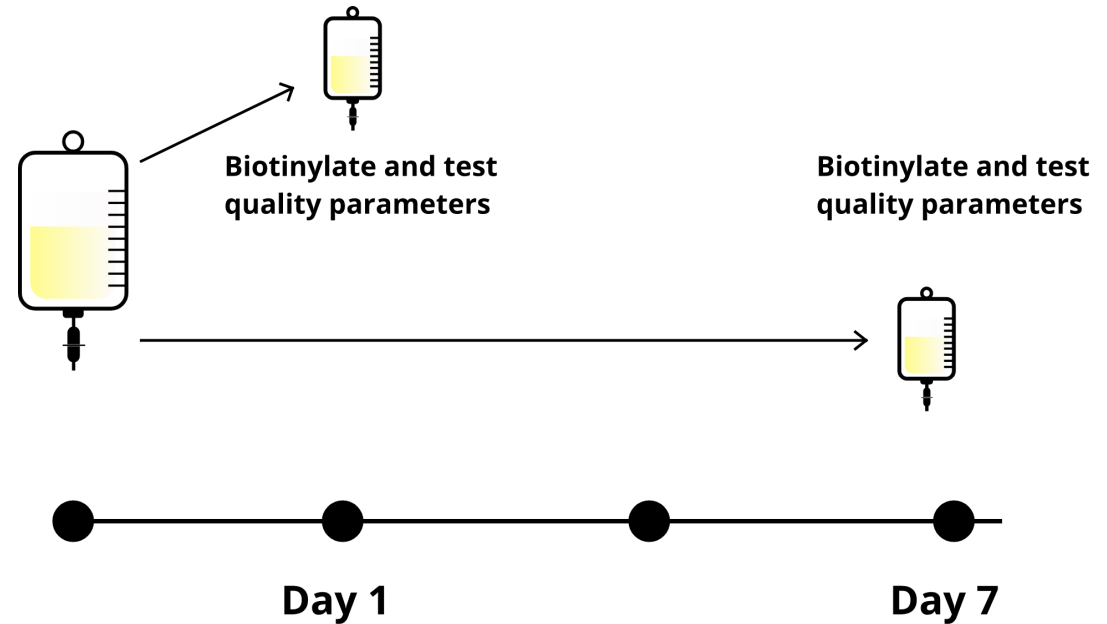 Biotinylate and test
quality parameters
Biotinylate and test
quality parameters
Day 1
Day 7